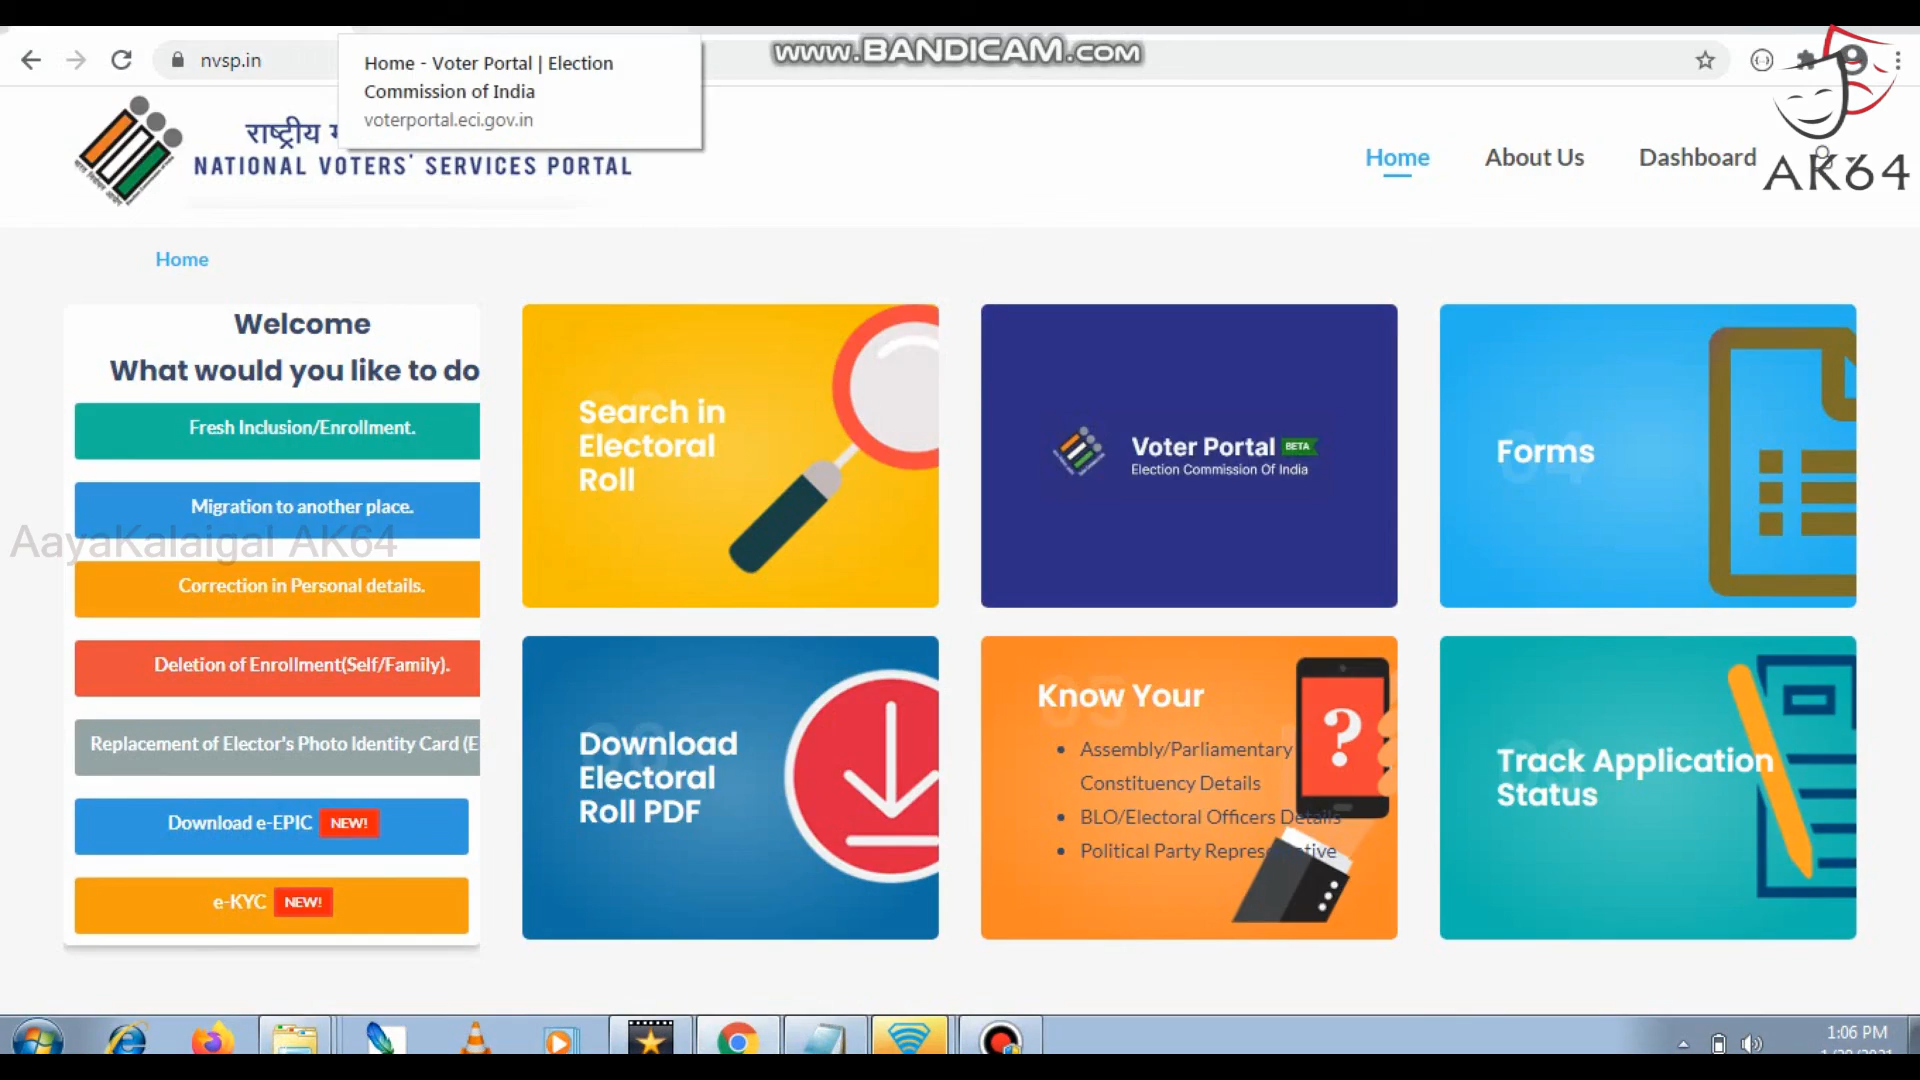 www.BANDICAM.com
nvsp.in
Home - Voter Portal | Election
Commission of India
voterportal.eci.gov.in
राष्ट्रीय
NATIONAL VOTERS' SERVICES PORTAL
Home
About Us
Dashboard
AK64
Home
Welcome
What would you like to do
Fresh Inclusion/Enrollment.
Migration to another place.
AayaKalaigal AK64
Correction in Personal details.
Deletion of Enrollment(Self/Family).
Replacement of Elector's Photo Identity Card (E
Download e-EPIC NEW!
e-KYC NEW!
Search in
Electoral
Roll
Voter Portal BETA
Election Commission Of India
Forms
Download
Electoral
Roll PDF
Know Your
Assembly/Parliamentary
Constituency Details
BLO/Electoral Officers Details
Political Party Representative
Track Application
Status
1:06 PM